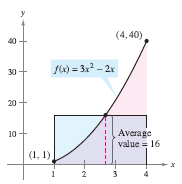 y
(4, 40)
40
f(x) = 3x² − 2x
30
20
10
Average
value = 16
(1, 1)
x
1 2 3 4